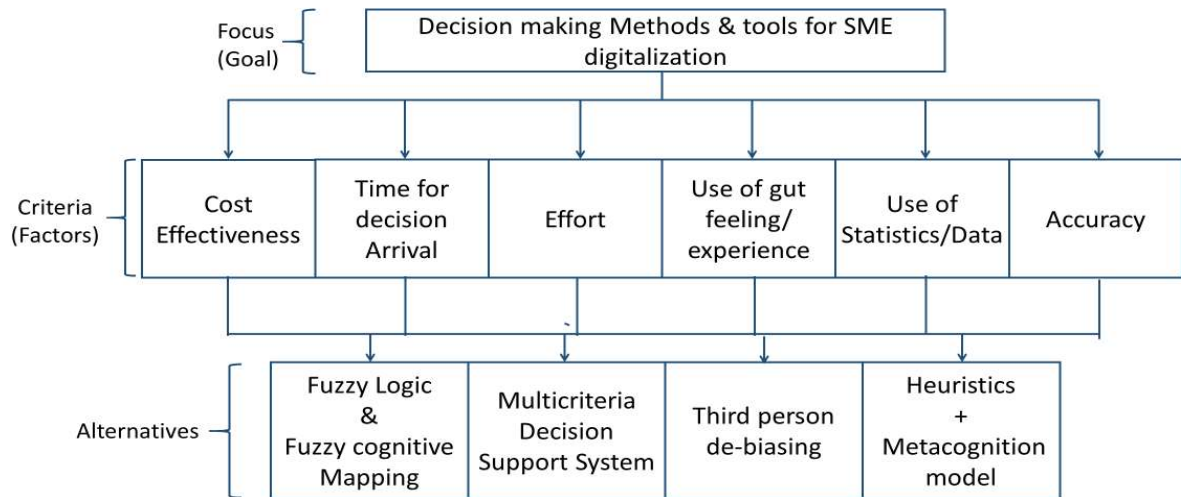 Focus
(Goal)
Decision making Methods & tools for SME
digitalization
Criteria
(Factors)
Cost
Effectiveness
Time for
decision
Arrival
Effort
Use of gut
feeling/
experience
Use of
Statistics/Data
Accuracy
Alternatives
Fuzzy Logic
&
Fuzzy cognitive
Mapping
Multicriteria
Decision
Support System
Third person
de-biasing
Heuristics
+
Metacognition
model